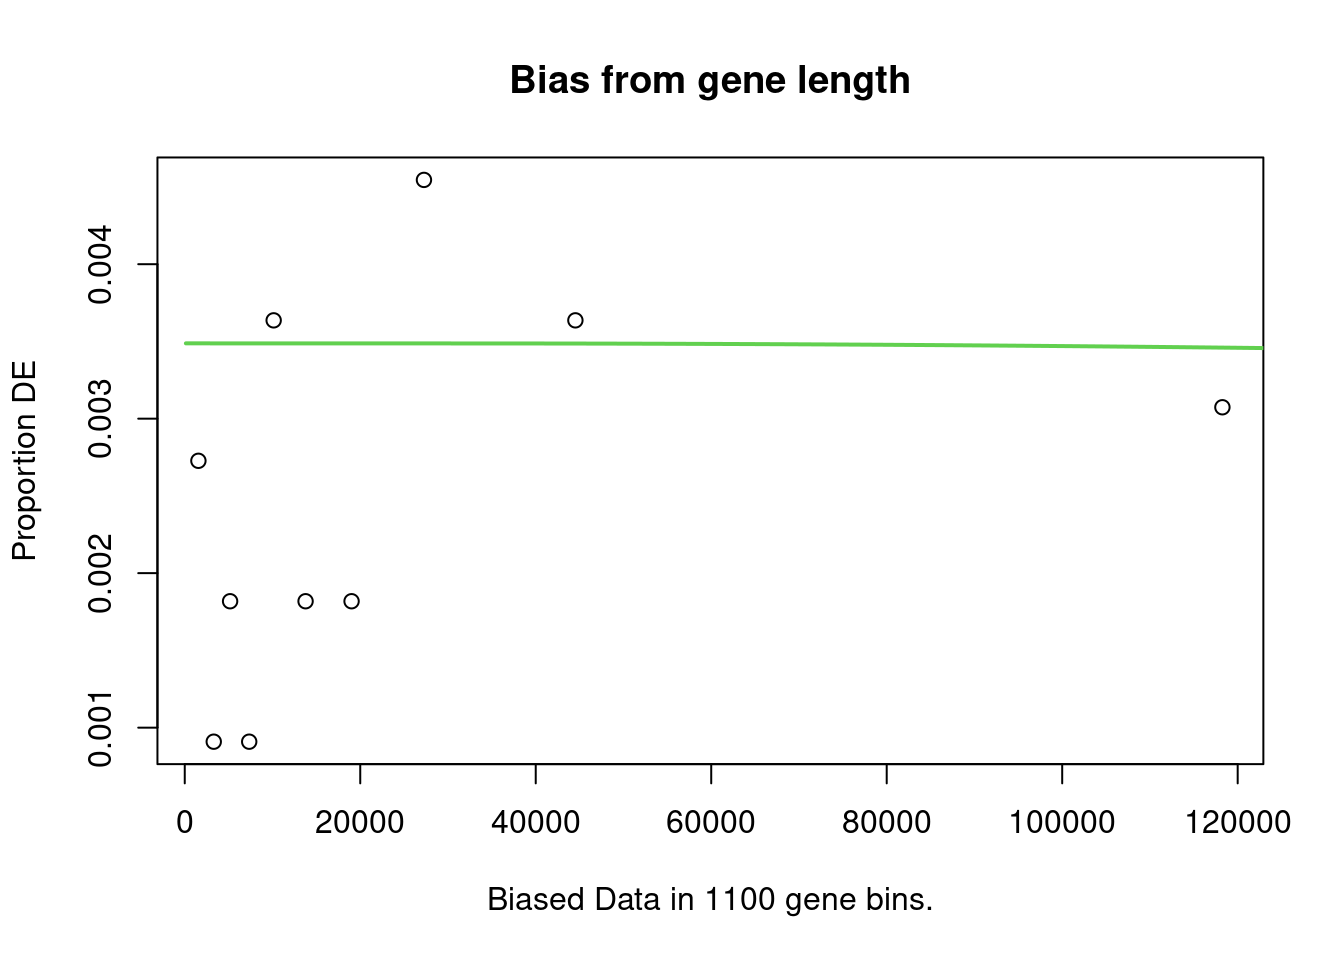 Bias from gene length
Proportion DE
0.004
0.003
0.002
0.001
0 20000 40000 60000 80000 100000 120000
Biased Data in 1100 gene bins.